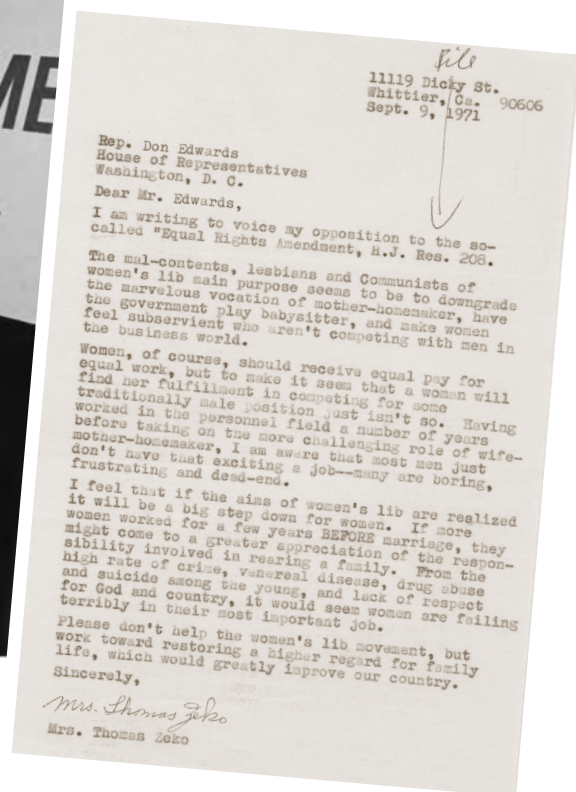 ME
File
11119 Dicky St.
Whittier, Ca. 90606
Sept. 9, 1971
Rep. Don Edwards
House of Representatives
Washington, D. C.
Dear Mr. Edwards,
I am writing to voice my opposition to the so-
called "Equal Rights Amendment, H.J. Res. 208.
The mal-contents, lesbians and Communists of
women's lib main purpose seems to be to downgrade
the marvelous vocation of mother-homemaker, have
the government play babysitter, and make women
feel subservient who aren't competing with men in
the business world.
Women, of course, should receive equal pay for
equal work, but to make it seem that a woman will
find her fulfillment in competing for some
traditionally male position just isn't so. Having
worked in the personnel field a number of years
before taking on the more challenging role of wife-
mother-homemaker, I am aware that most men just
don't have that exciting a job--many are boring,
frustrating and dead-end.
I feel that if the aims of women's lib are realized
it will be a big step down for women. If more
women worked for a few years BEFORE marriage, they
might come to a greater appreciation of the respon-
sibility involved in rearing a family. From the
high rate of crime, venereal disease, drug abuse
and suicide among the young, and lack of respect
for God and country, it would seem women are failing
terribly in their most important job.
Please don't help the women's lib movement, but
work toward restoring a higher regard for family
life, which would greatly improve our country.
Sincerely,
Mrs. Thomas Zeko
Mrs. Thomas Zeko